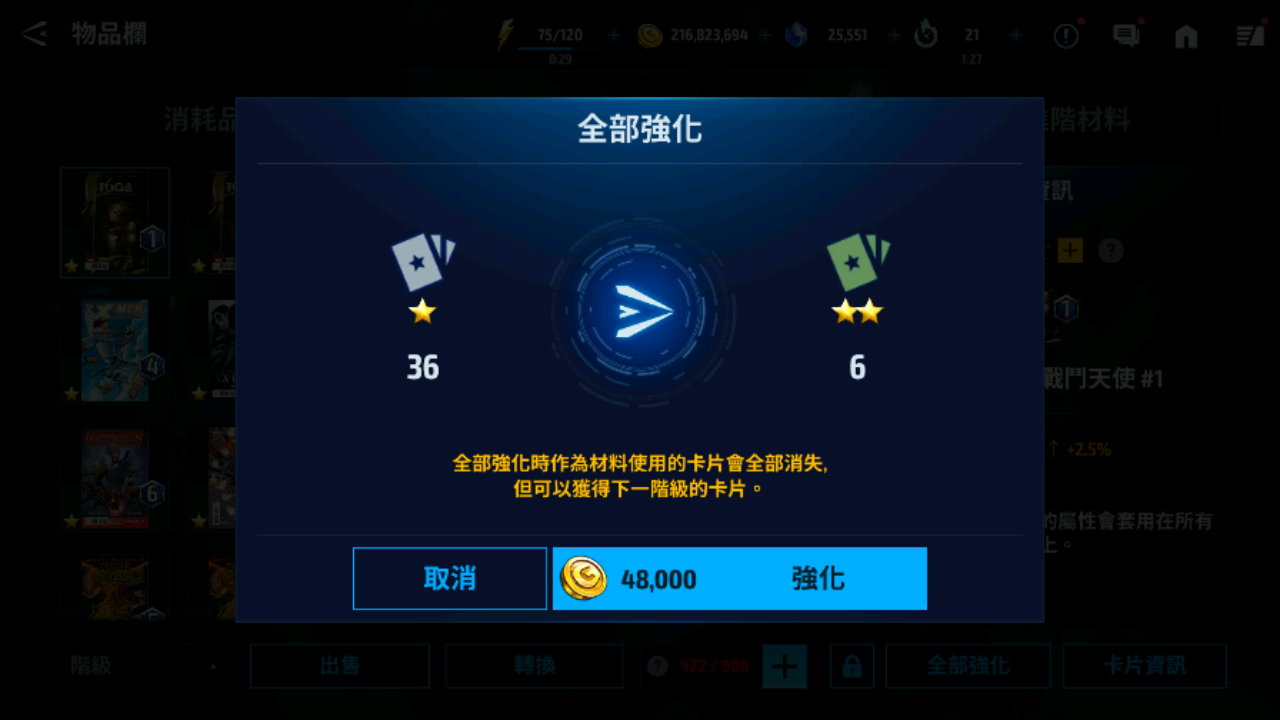 物品欄
75/120
0:29
216,823,694
25,551
21
1:27
消耗品
進階材料
全部強化
資訊
1
1
4
6
36
6
戰鬥天使 #1
+2.5%
的屬性會套用在所有
上。
全部強化時作為材料使用的卡片會全部消失,
但可以獲得下一階級的卡片。
取消
48,000
強化
階級
出售
轉換
922 / 900
全部強化
卡片資訊